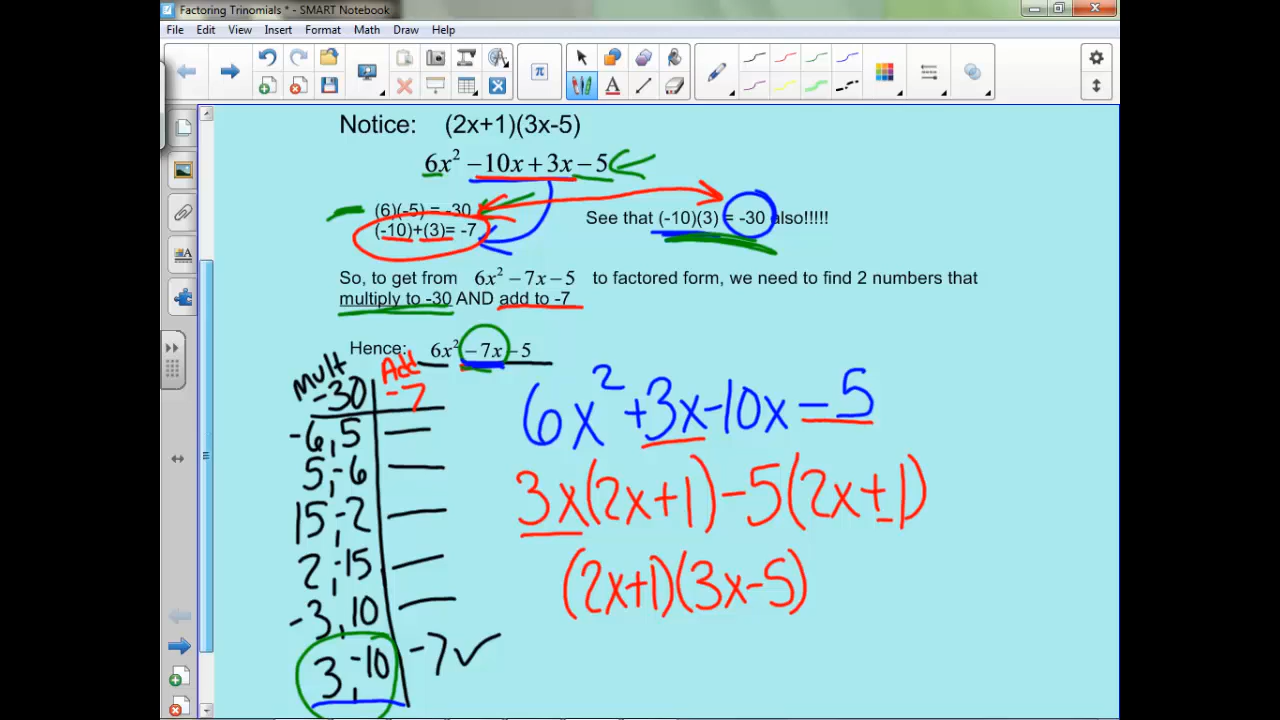 Factoring Trinomials * - SMART Notebook
File Edit View Insert Format Math Draw Help
Notice: (2x+1)(3x-5)
6x² − 10x + 3x − 5
(6)(-5) = -30
(-10)+(3)= -7
See that (-10)(3) = -30 also!!!!!
So, to get from 6x² − 7x − 5 to factored form, we need to find 2 numbers that
multiply to -30 AND add to -7
Hence: 6x² − 7x − 5
mult Add
-30 -7
-6, 5
5, -6
15, -2
2, -15
-3, 10
3, -10 -7 ✓
6x² +3x-10x - 5
3x(2x+1) - 5(2x+1)
(2x+1)(3x-5)